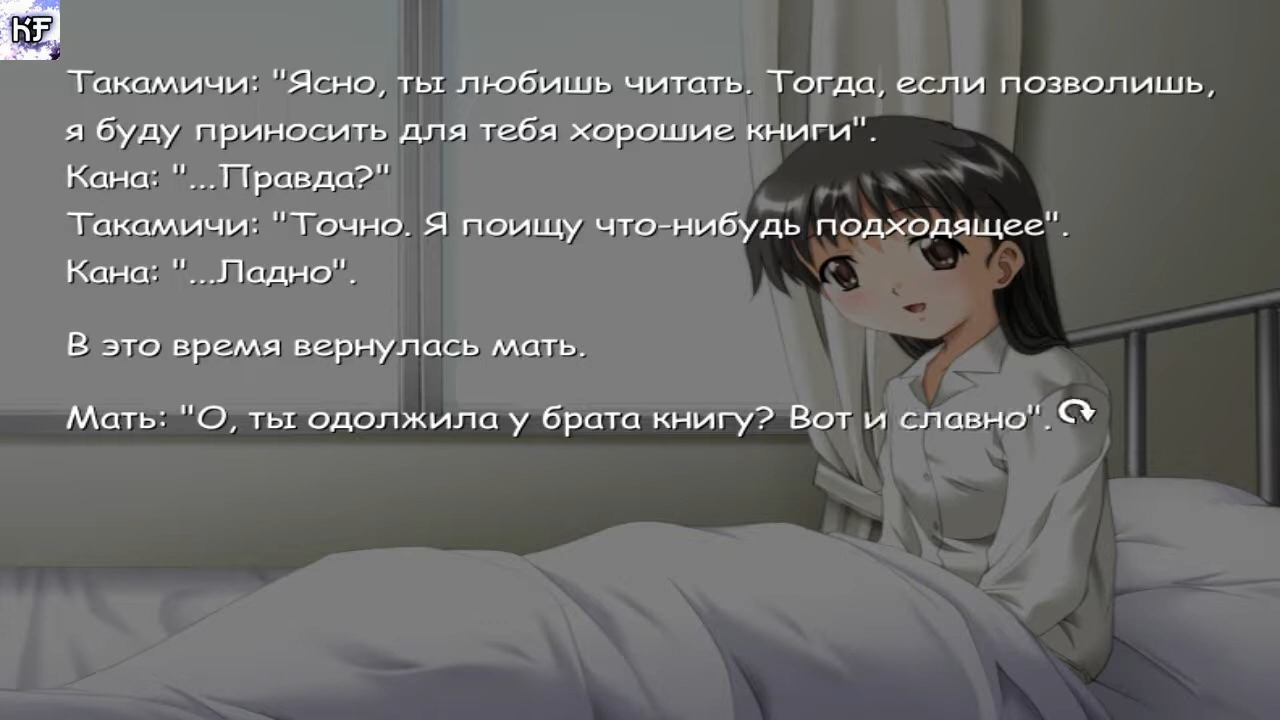 KF
Такамичи: "Ясно, ты любишь читать. Тогда, если позволишь,
я буду приносить для тебя хорошие книги".
Кана: "...Правда?"
Такамичи: "Точно. Я поищу что-нибудь подходящее".
Кана: "...Ладно".
В это время вернулась мать.
Мать: "О, ты одолжила у брата книгу? Вот и славно".